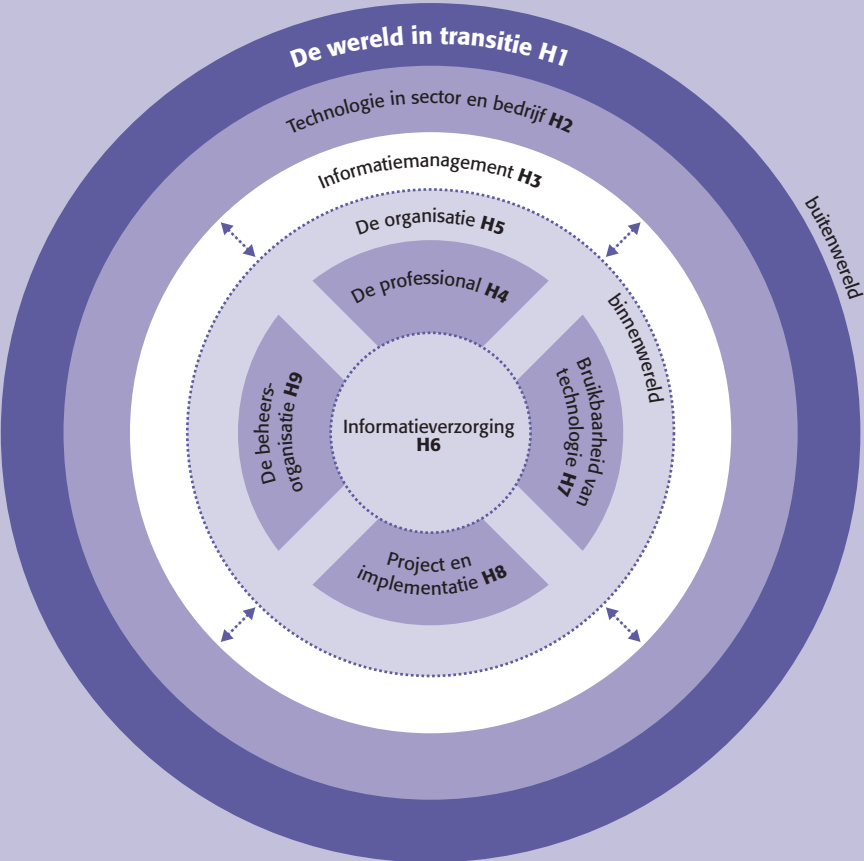 De wereld in transitie H1
Technologie in sector en bedrijf H2
Informatiemanagement H3
De organisatie H5
De professional H4
buitenwereld
binnenwereld
De beheers-
organisatie H9
Informatieverzorging
H6
Bruikbaarheid van
technologie H7
Project en
implementatie H8